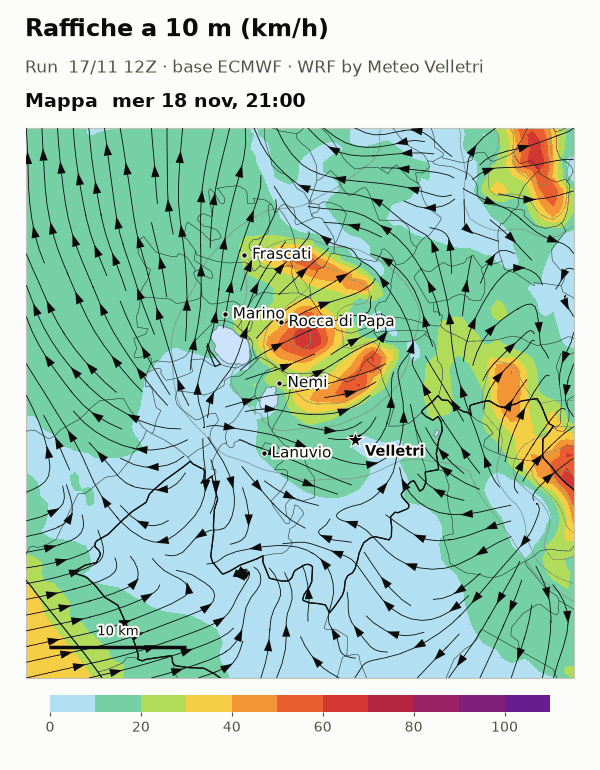 Raffiche a 10 m (km/h)
Run 17/11 12Z · base ECMWF · WRF by Meteo Velletri
Mappa mer 18 nov, 21:00
Frascati
Marino
Rocca di Papa
Nemi
Velletri
Lanuvio
10 km
0 20 40 60 80 100